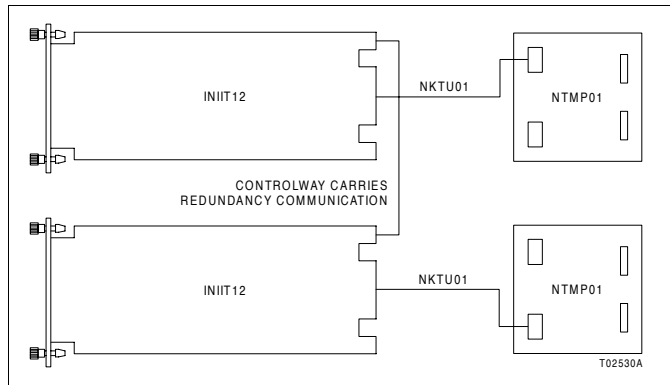 INIIT12
NKTU01
NTMP01
CONTROLWAY CARRIES
REDUNDANCY COMMUNICATION
INIIT12
NKTU01
NTMP01
T02530A